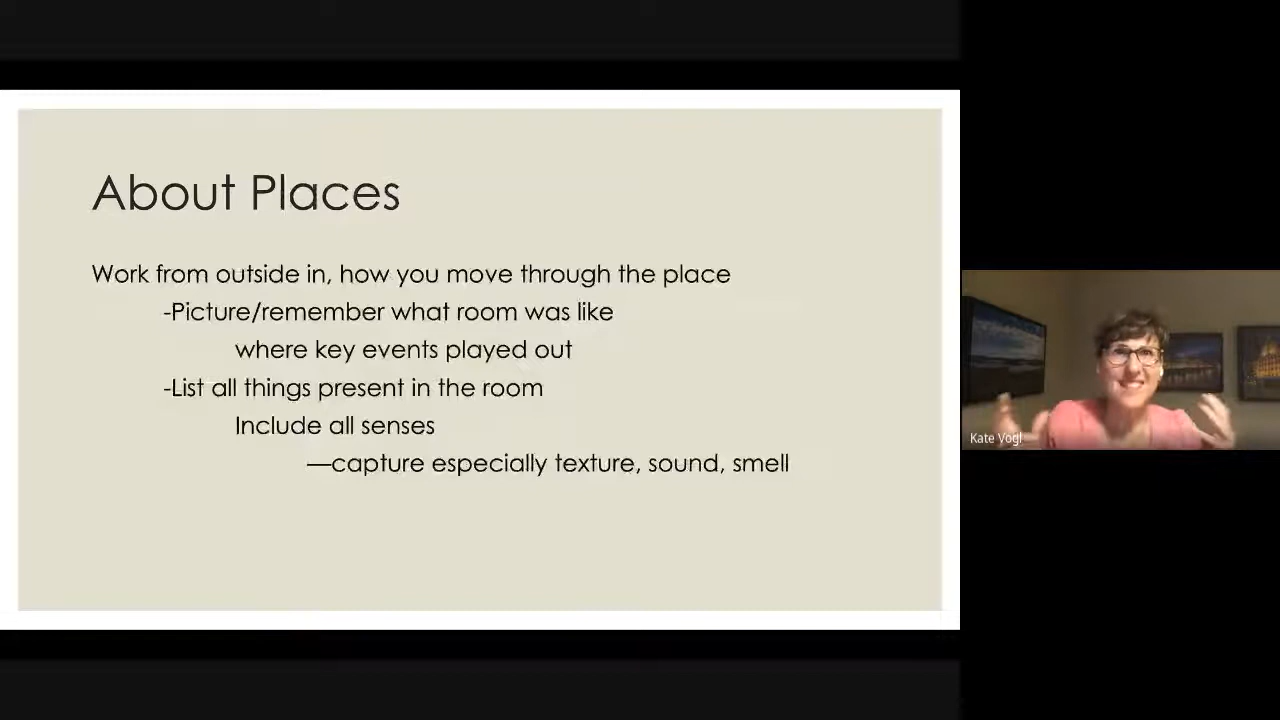 About Places
Work from outside in, how you move through the place
-Picture/remember what room was like
where key events played out
-List all things present in the room
Include all senses
—capture especially texture, sound, smell
Kate Vogl